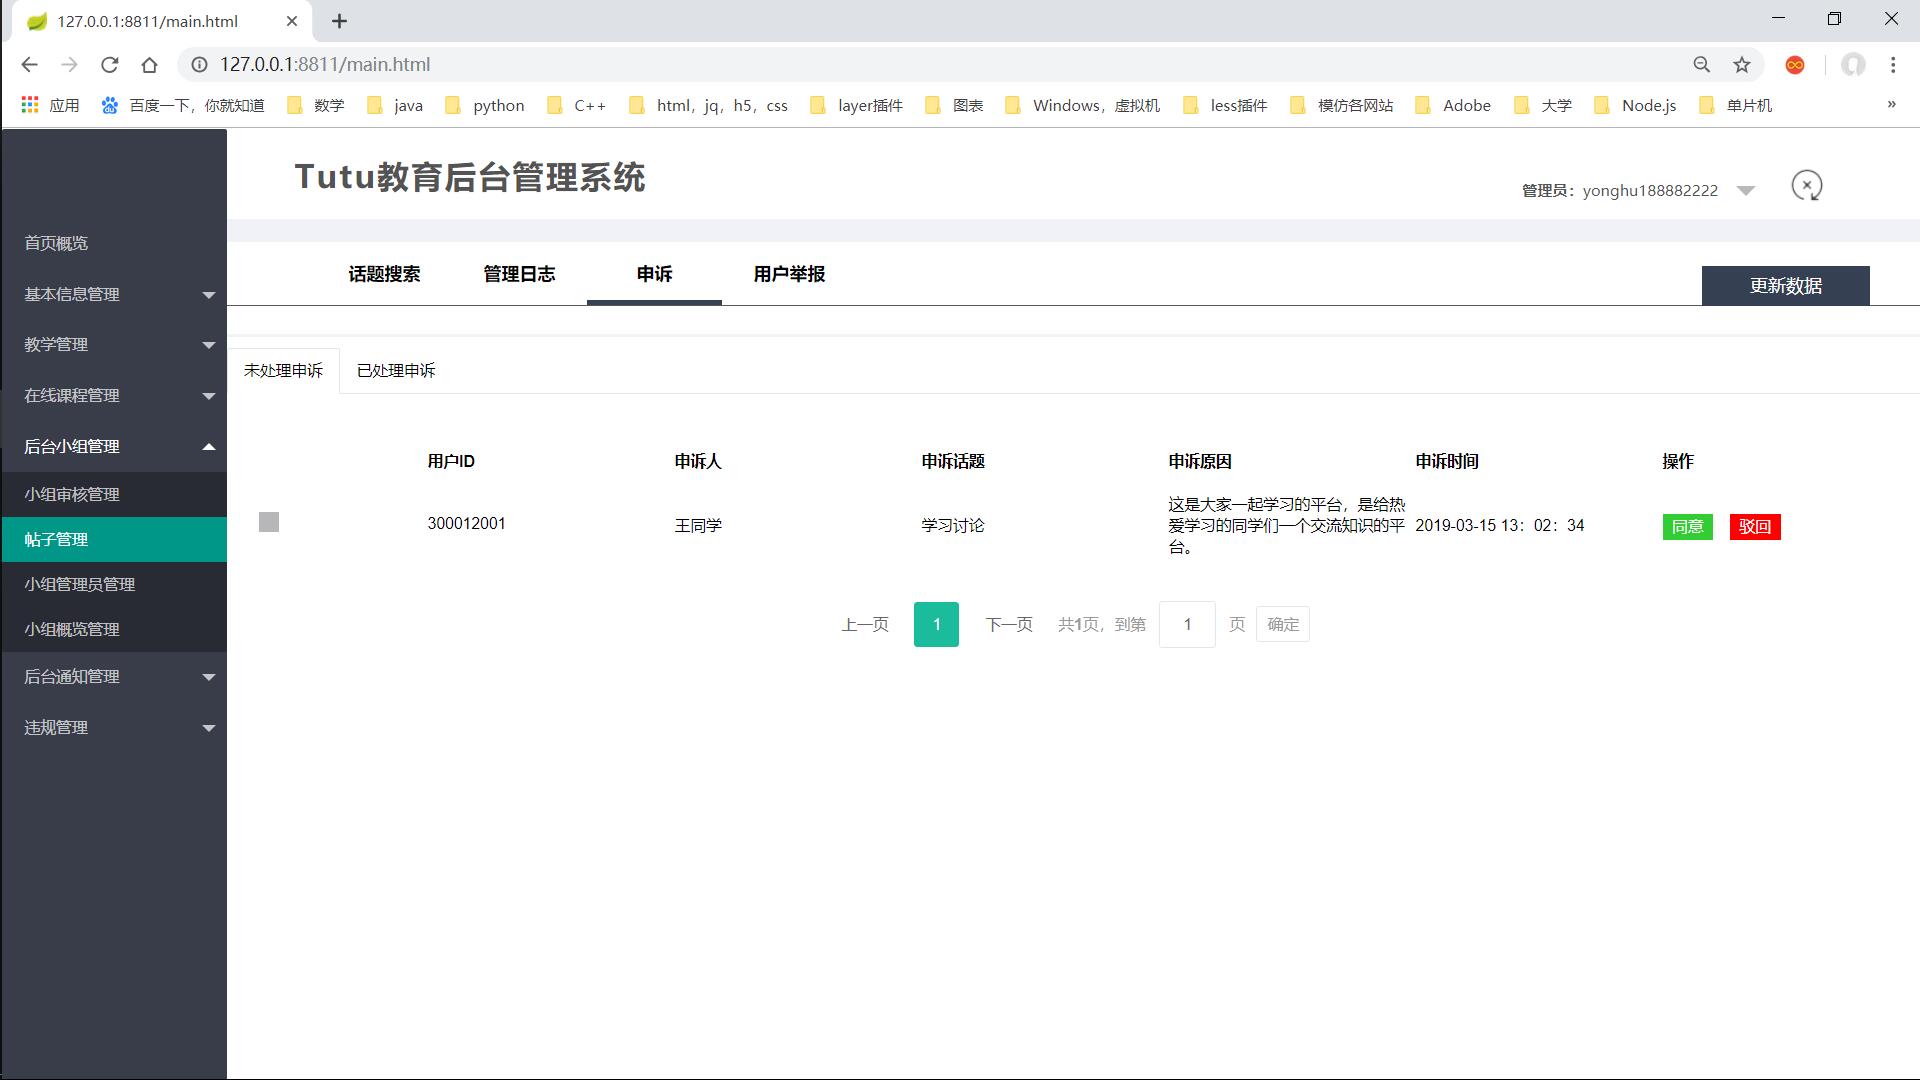 127.0.0.1:8811/main.html
127.0.0.1:8811/main.html
应用 百度一下，你就知道 数学 java python C++ html，jq，h5，css layer插件 图表 Windows，虚拟机 less插件 模仿各网站 Adobe 大学 Node.js 单片机 »
Tutu教育后台管理系统
管理员：yonghu188882222
首页概览
基本信息管理
教学管理
在线课程管理
后台小组管理
小组审核管理
帖子管理
小组管理员管理
小组概览管理
后台通知管理
违规管理
话题搜索 管理日志 申诉 用户举报
更新数据
未处理申诉 已处理申诉
用户ID 申诉人 申诉话题 申诉原因 申诉时间 操作
300012001 王同学 学习讨论
这是大家一起学习的平台，是给热
爱学习的同学们一个交流知识的平
台。
2019-03-15 13：02：34 同意 驳回
上一页 1 下一页 共1页，到第 1 页 确定